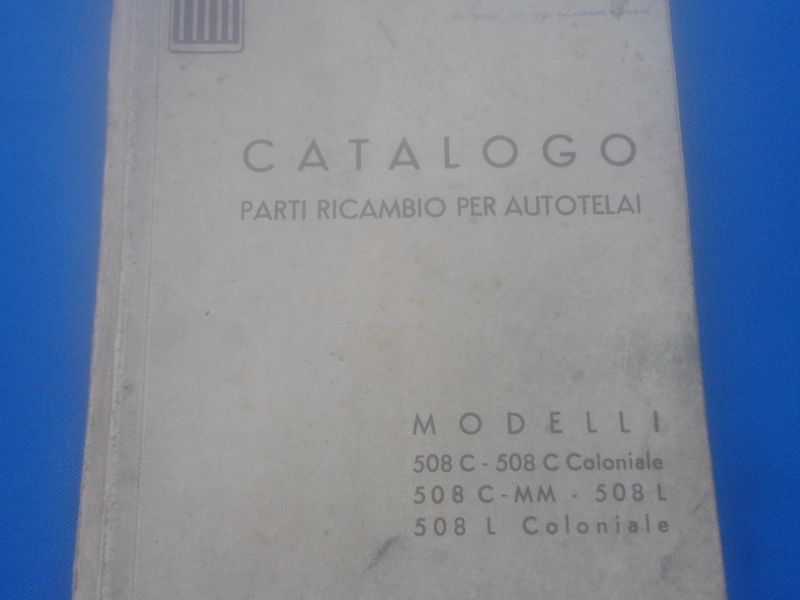 CATALOGO
PARTI RICAMBIO PER AUTOTELAI
MODELLI
508 C - 508 C Coloniale
508 C-MM - 508 L
508 L Coloniale